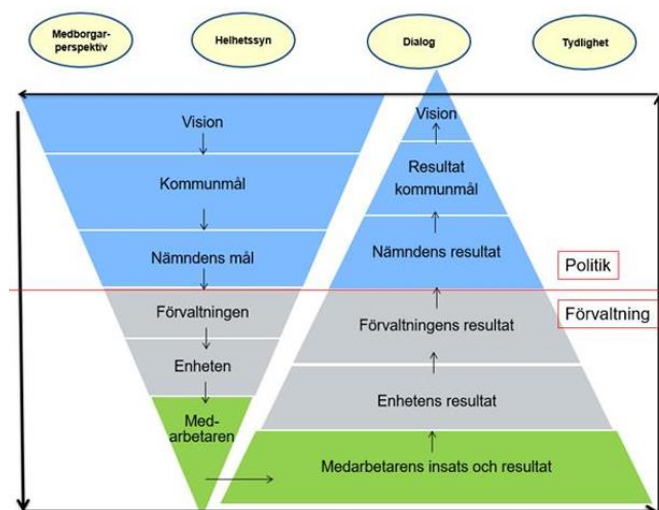 Medborgar-
perspektiv
Helhetssyn
Dialog
Tydlighet
Vision
Kommunmål
Nämndens mål
Förvaltningen
Enheten
Med-
arbetaren
Vision
Resultat
kommunmål
Nämndens resultat
Förvaltningens resultat
Enhetens resultat
Medarbetarens insats och resultat
Politik
Förvaltning